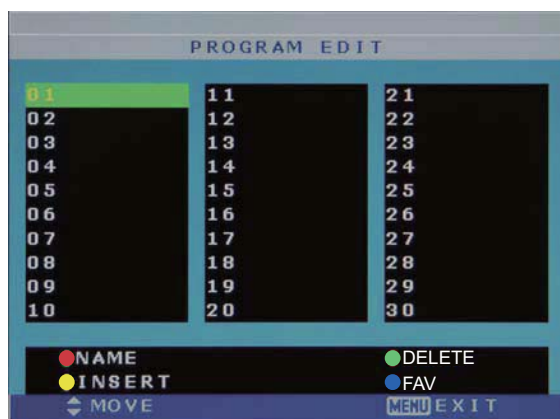 PROGRAM EDIT
01 11 21
02 12 22
03 13 23
04 14 24
05 15 25
06 16 26
07 17 27
08 18 28
09 19 29
10 20 30
NAME DELETE
INSERT FAV
MOVE MENU EXIT